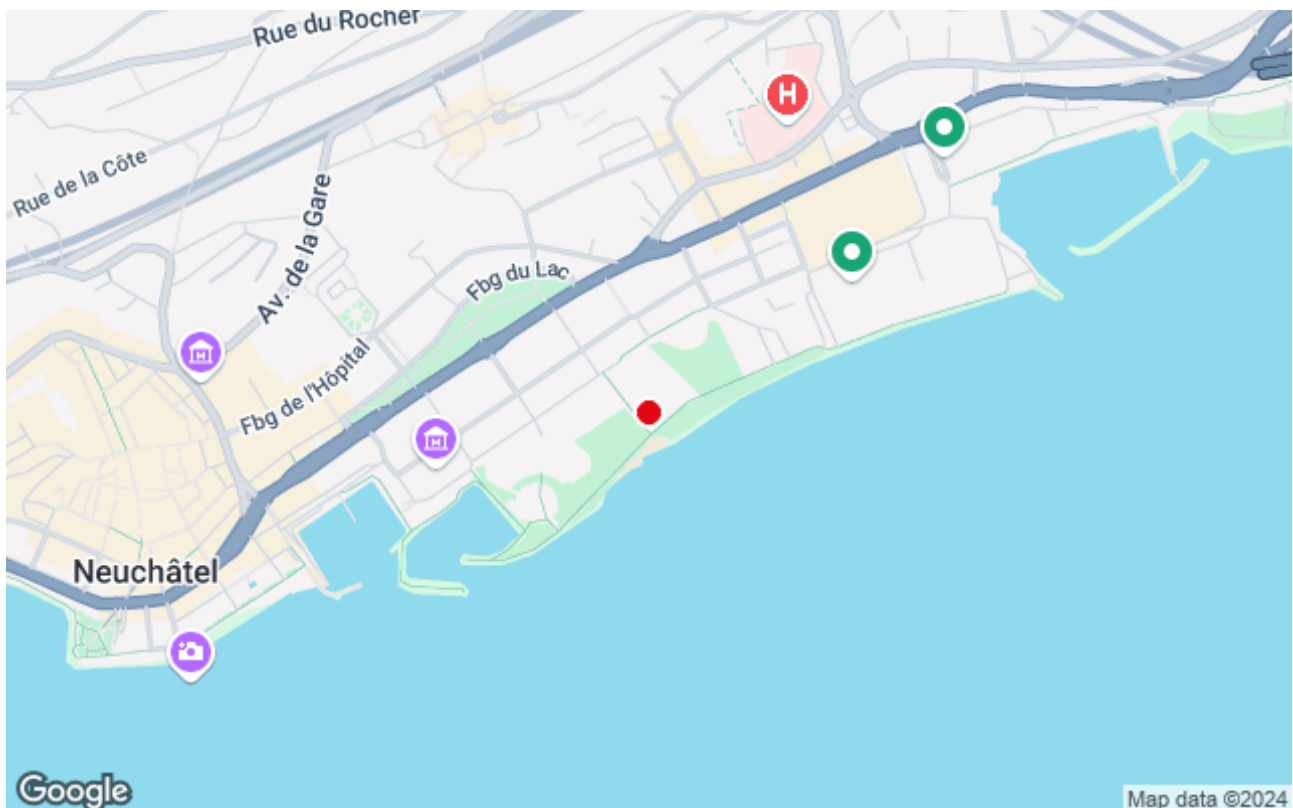 Rue du Rocher
Rue de la Côte
Av. de la Gare
Fbg du Lac
Fbg de l'Hôpital
H
M
M
Neuchâtel
Google
Map data ©2024